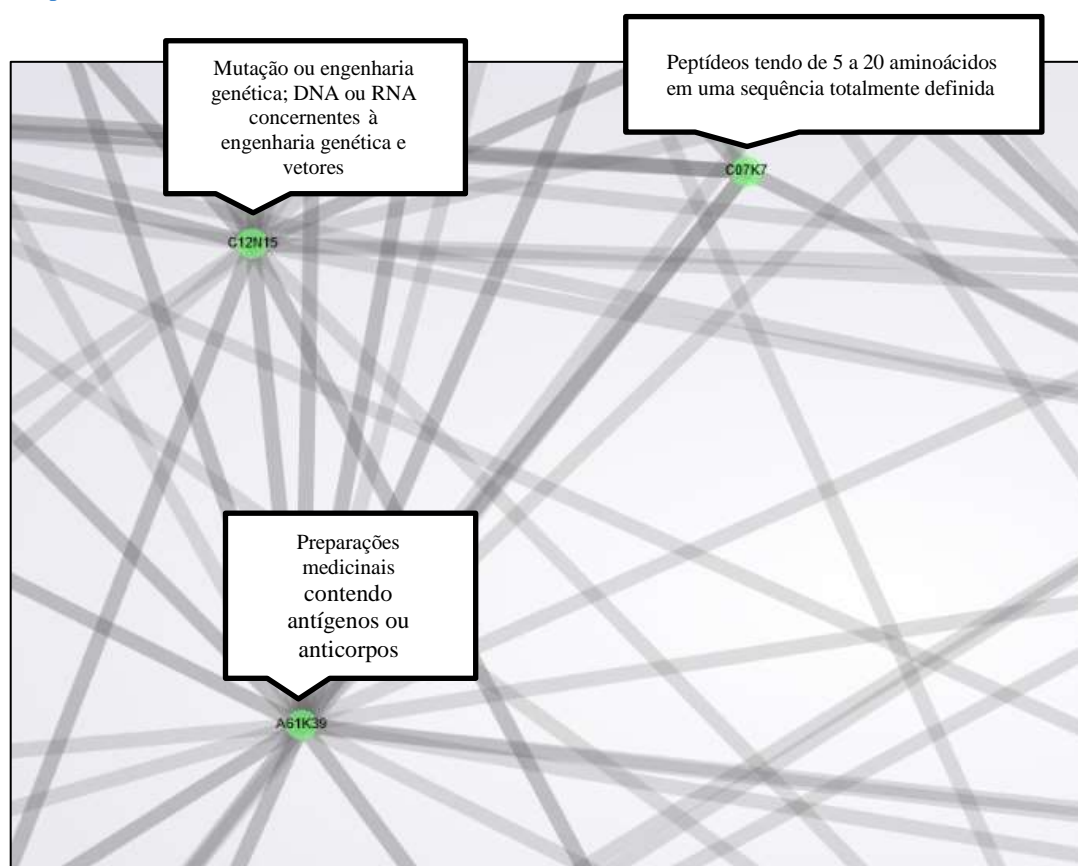 Mutação ou engenharia
genética; DNA ou RNA
concernentes à
engenharia genética e
vetores
Peptídeos tendo de 5 a 20 aminoácidos
em uma sequência totalmente definida
C07K7
C12N15
Preparações
medicinais
contendo
antígenos ou
anticorpos
A61K39